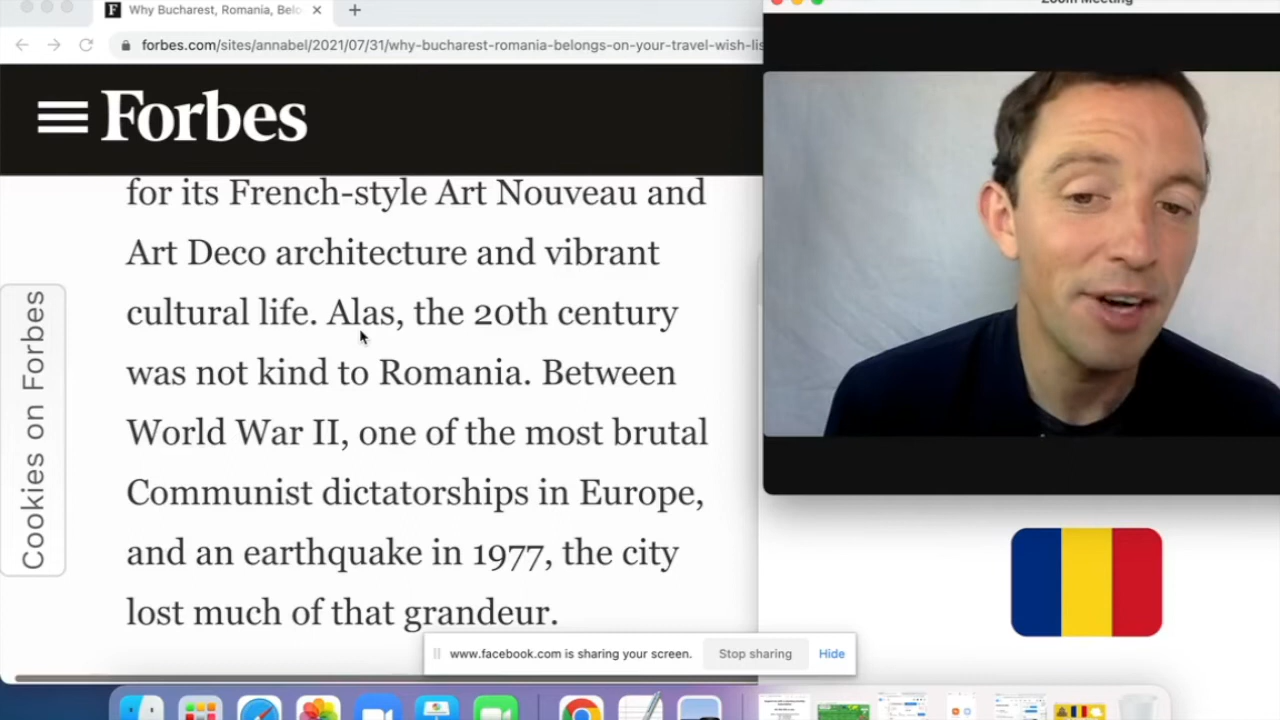 Why Bucharest, Romania, Belo
Zoom Meeting
forbes.com/sites/annabel/2021/07/31/why-bucharest-romania-belongs-on-your-travel-wish-lis
Forbes
for its French-style Art Nouveau and
Art Deco architecture and vibrant
cultural life. Alas, the 20th century
was not kind to Romania. Between
World War II, one of the most brutal
Communist dictatorships in Europe,
and an earthquake in 1977, the city
lost much of that grandeur.
Cookies on Forbes
www.facebook.com is sharing your screen. Stop sharing Hide